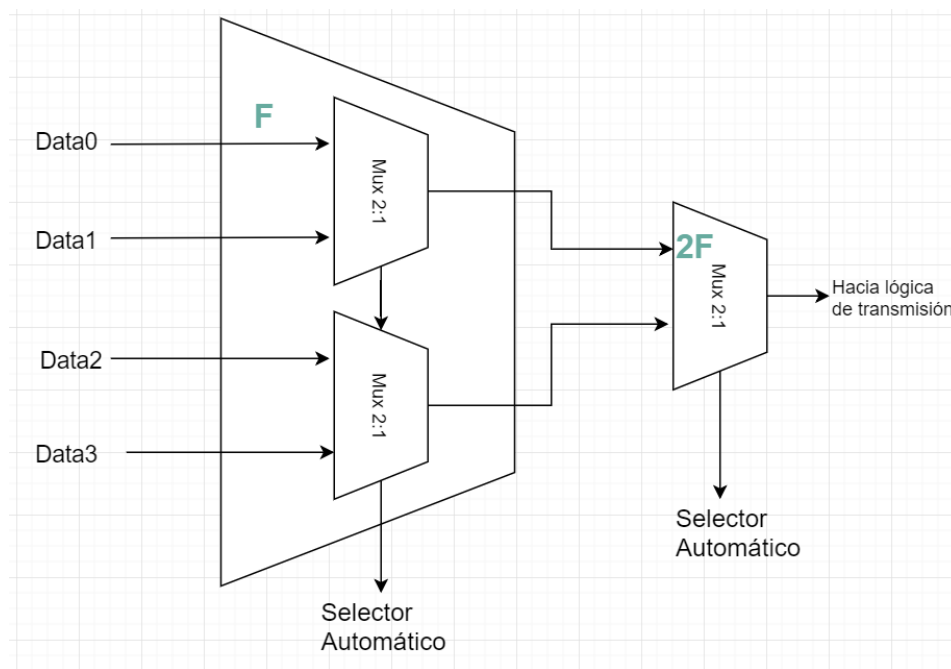 F
Data0
Mux 2:1
Data1
2F
Mux 2:1
Hacia lógica
de transmisión
Data2
Mux 2:1
Data3
Selector
Automático
Selector
Automático